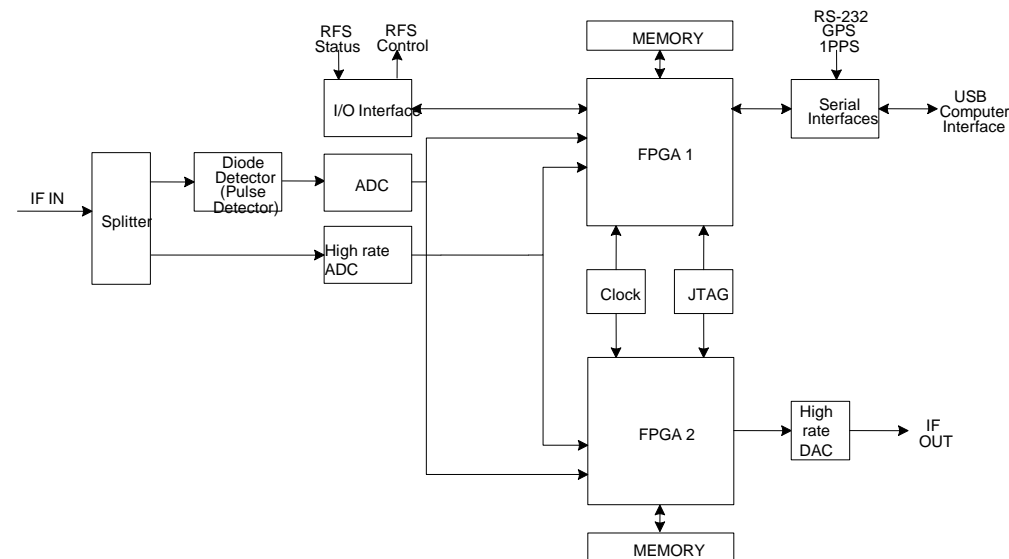 RFS
Status
RFS
Control
MEMORY
RS-232
GPS
1PPS
I/O Interface
FPGA 1
Serial
Interfaces
USB
Computer
Interface
IF IN
Splitter
Diode
Detector
(Pulse
Detector)
ADC
High rate
ADC
Clock
JTAG
FPGA 2
High
rate
DAC
IF
OUT
MEMORY